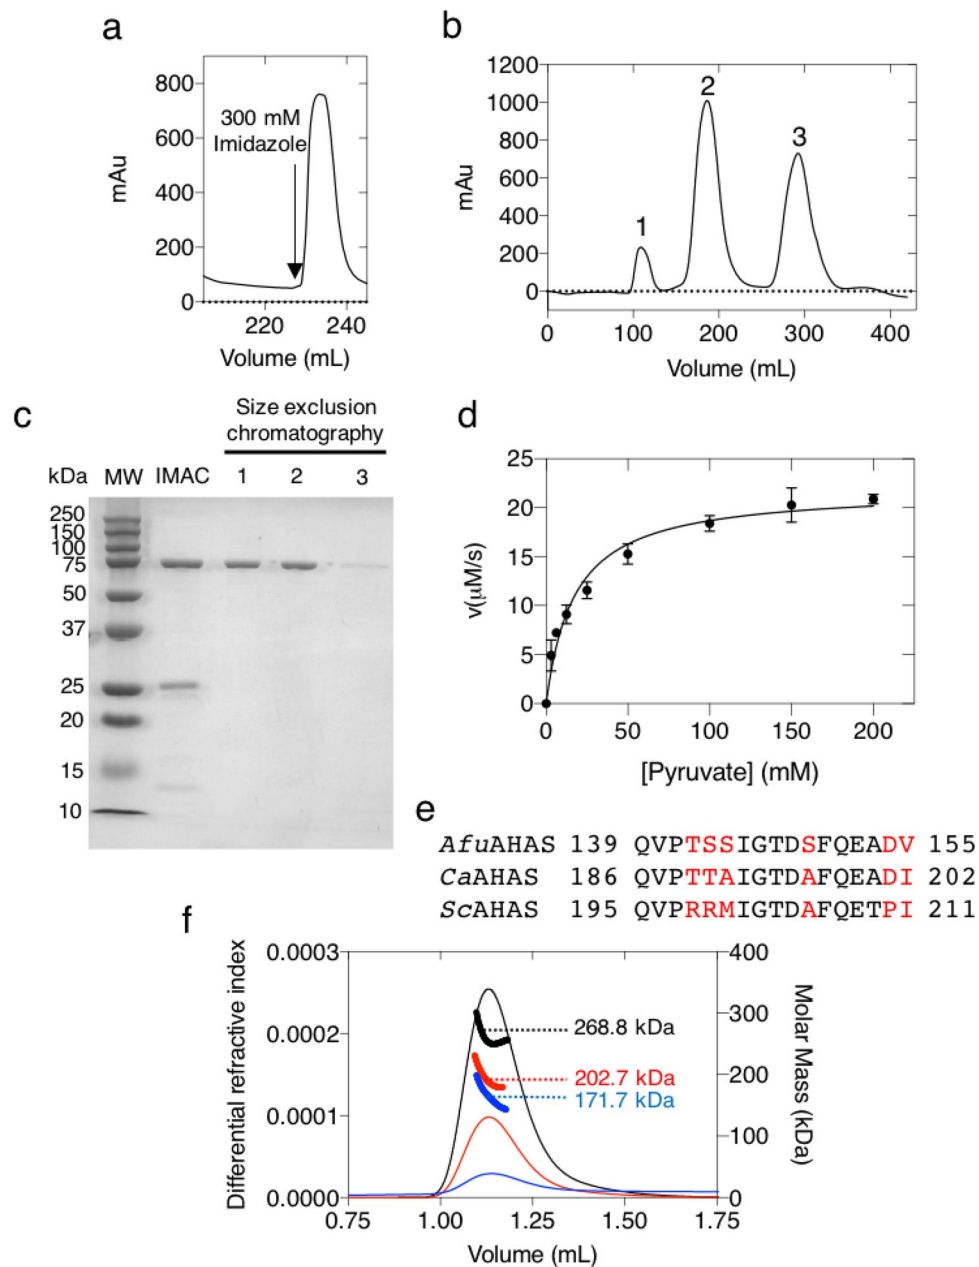 a
800
600
400
200
0
mAu
300 mM
Imidazole
220 240
Volume (mL)
b
1200
1000
800
600
400
200
0
mAu
1
2
3
0 100 200 300 400
Volume (mL)
c
Size exclusion
chromatography
kDa MW IMAC 1 2 3
250
150
100
75
50
37
25
20
15
10
d
25
20
15
10
5
0
v(μM/s)
0 50 100 150 200
[Pyruvate] (mM)
e
AfuAHAS 139 QVPTSSIGTDSFQEADV 155
CaAHAS 186 QVPTTAIGTDAFQEADI 202
ScAHAS 195 QVPRRMIGTDAFQETPI 211
f
0.0003
0.0002
0.0001
0.0000
Differential refractive index
400
300
200
100
0
Molar Mass (kDa)
268.8 kDa
202.7 kDa
171.7 kDa
0.75 1.00 1.25 1.50 1.75
Volume (mL)